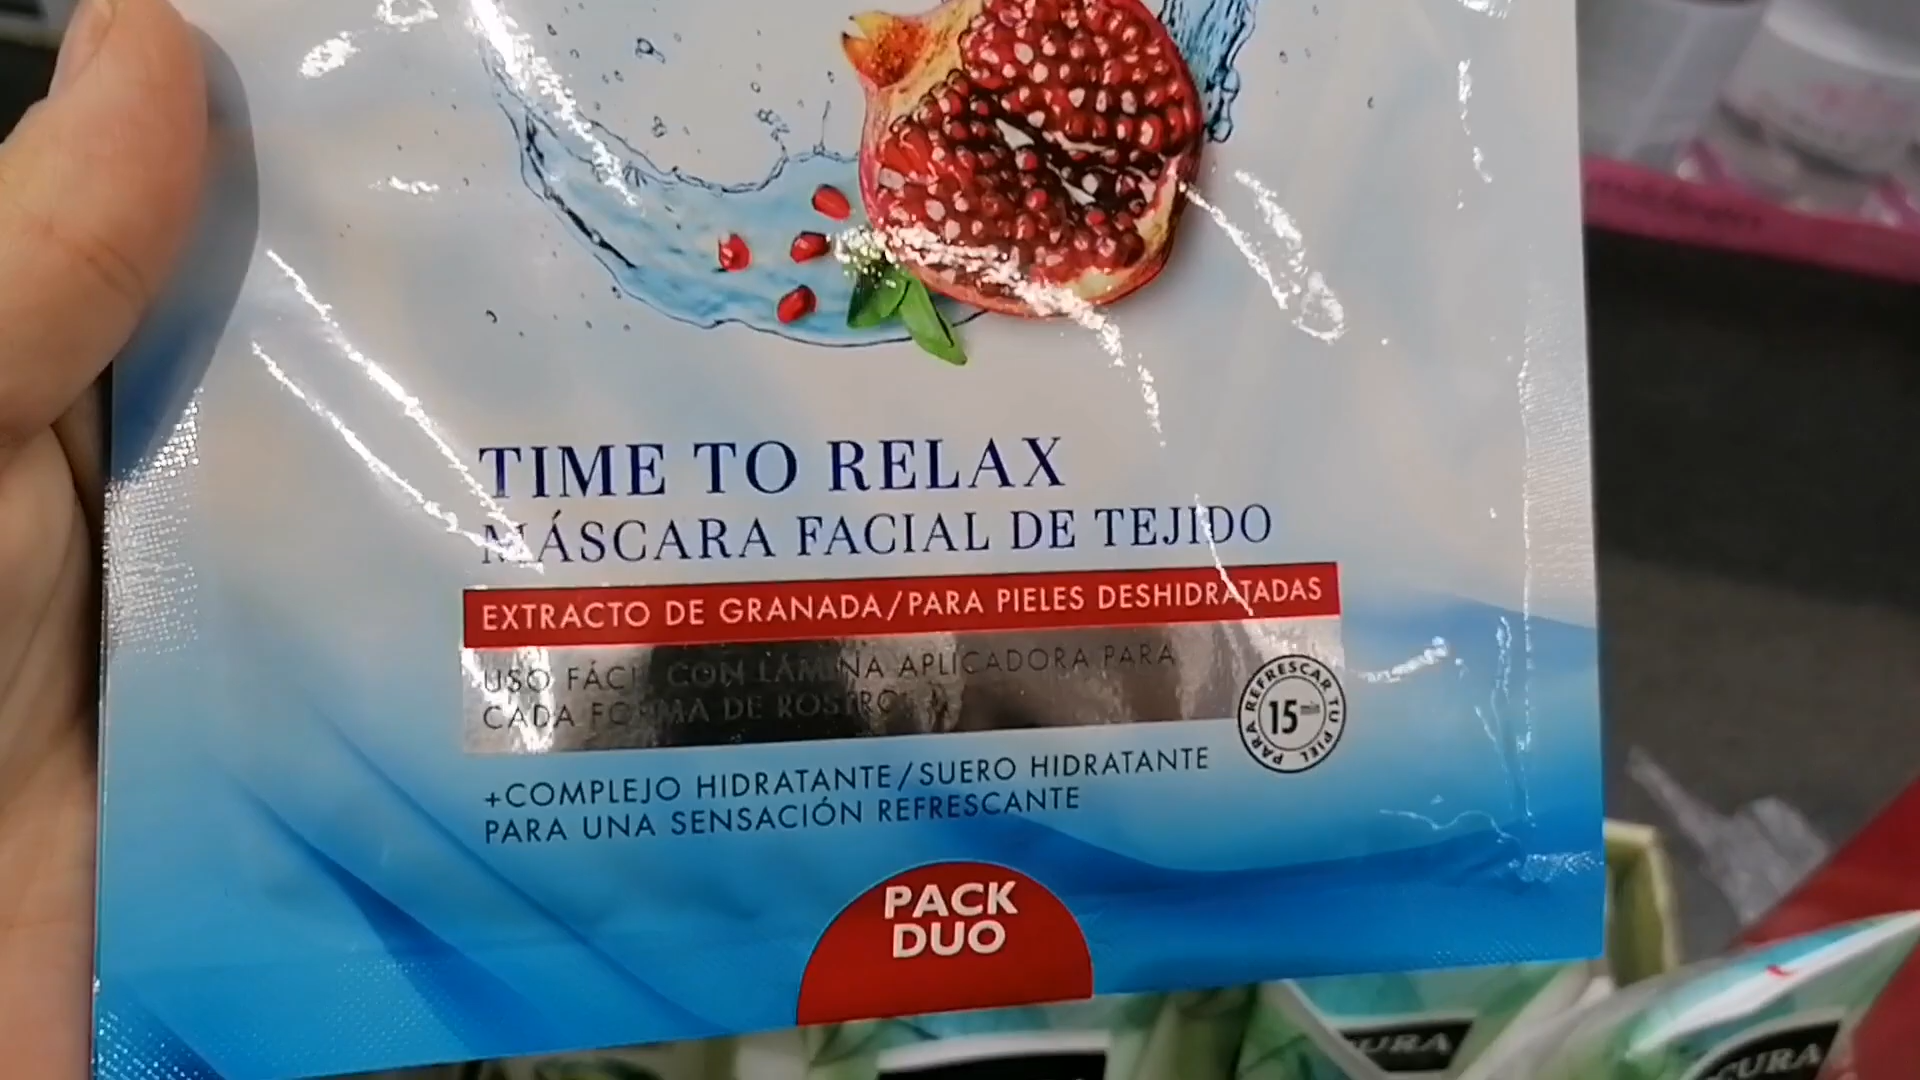 TIME TO RELAX
MÁSCARA FACIAL DE TEJIDO
EXTRACTO DE GRANADA/PARA PIELES DESHIDRATADAS
USO FÁCIL CON LÁMINA APLICADORA PARA
CADA FORMA DE ROSTRO
PARA REFRESCAR TU PIEL
15 min
+COMPLEJO HIDRATANTE/SUERO HIDRATANTE
PARA UNA SENSACIÓN REFRESCANTE
PACK
DUO